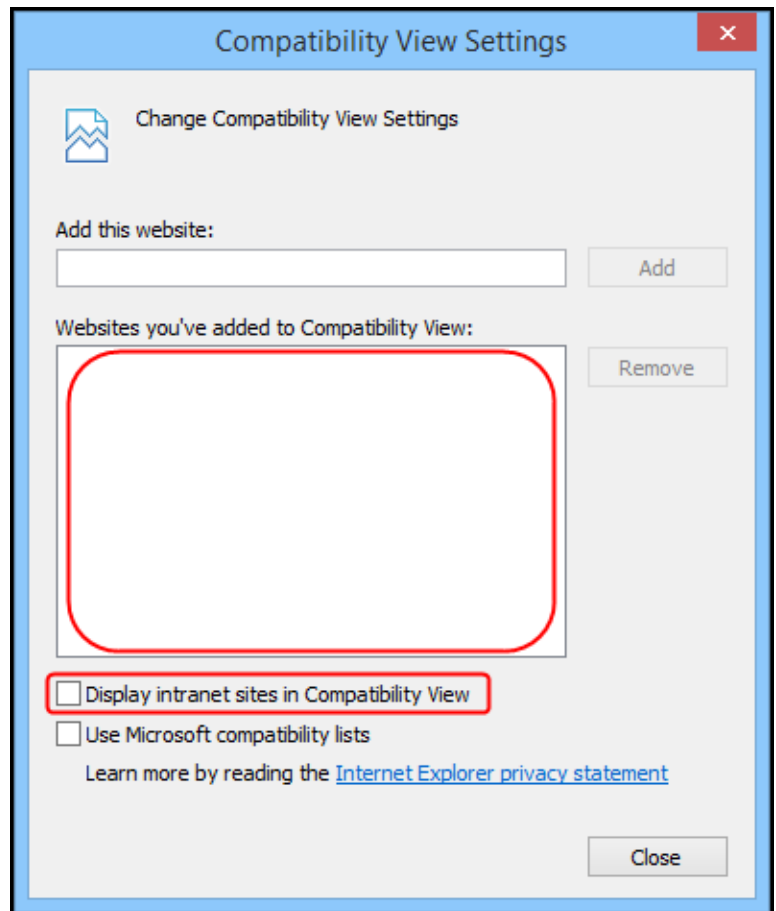 Compatibility View Settings
Change Compatibility View Settings
Add this website:
Add
Websites you've added to Compatibility View:
Remove
Display intranet sites in Compatibility View
Use Microsoft compatibility lists
Learn more by reading the Internet Explorer privacy statement
Close